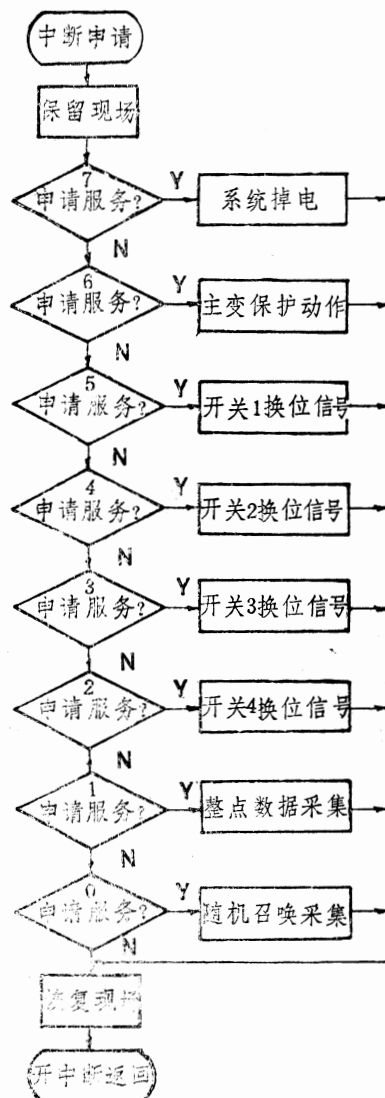 中断申请
保留现场
7
申请服务?
Y
系统掉电
N
6
申请服务?
Y
主变保护动作
N
5
申请服务?
Y
开关1换位信号
N
4
申请服务?
Y
开关2换位信号
N
3
申请服务?
Y
开关3换位信号
N
2
申请服务?
Y
开关4换位信号
N
1
申请服务?
Y
整点数据采集
N
0
申请服务?
Y
随机召唤采集
N
恢复现场
开中断返回